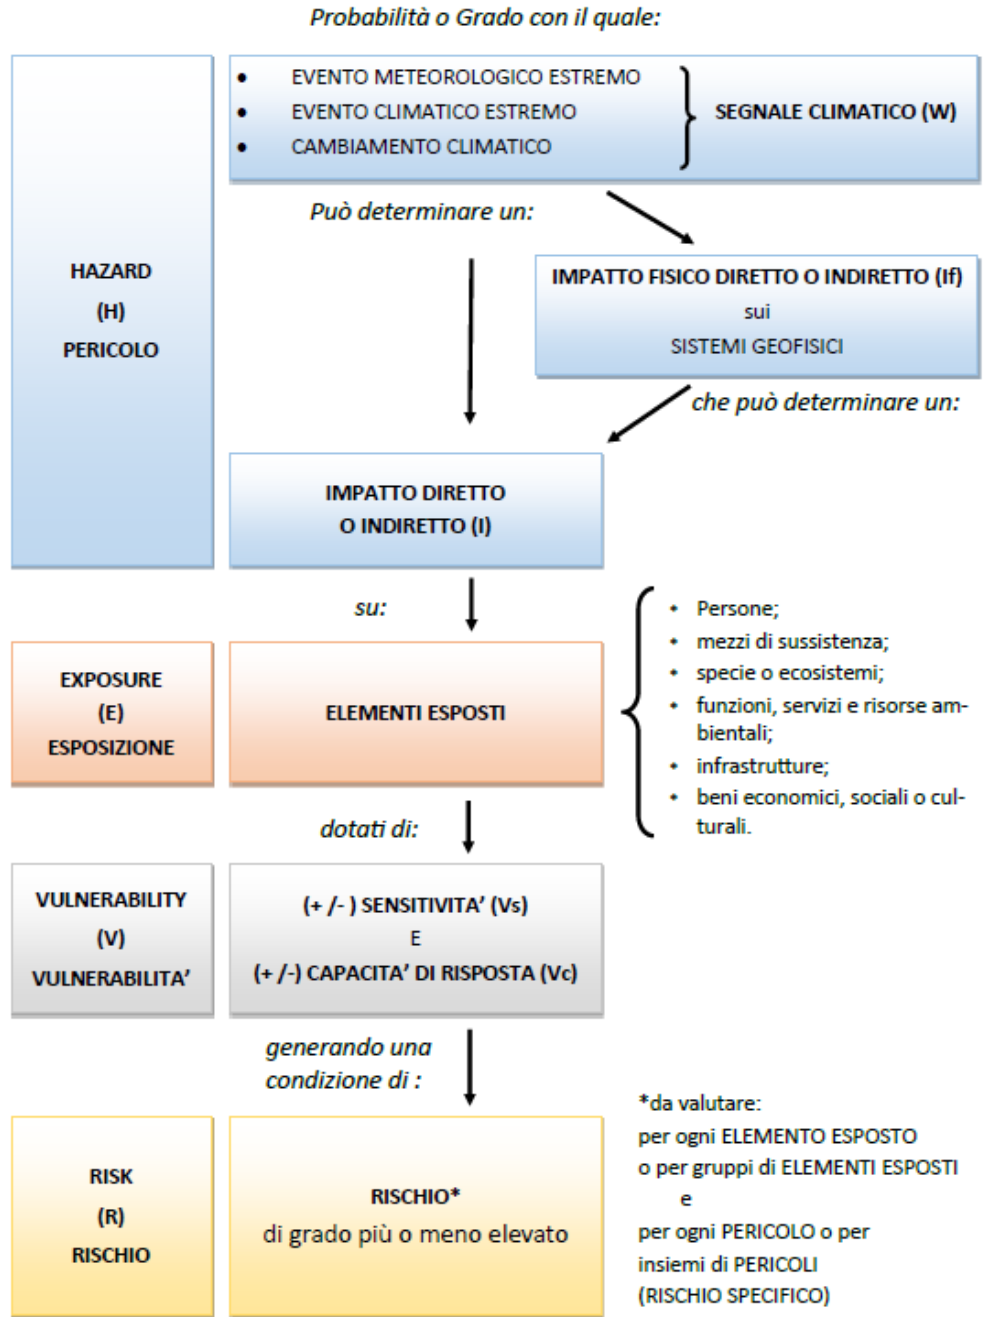 Probabilità o Grado con il quale:
• EVENTO METEOROLOGICO ESTREMO
• EVENTO CLIMATICO ESTREMO
• CAMBIAMENTO CLIMATICO
SEGNALE CLIMATICO (W)
Può determinare un:
HAZARD
(H)
PERICOLO
IMPATTO FISICO DIRETTO O INDIRETTO (If)
sui
SISTEMI GEOFISICI
che può determinare un:
IMPATTO DIRETTO
O INDIRETTO (I)
su:
EXPOSURE
(E)
ESPOSIZIONE
ELEMENTI ESPOSTI
• Persone;
• mezzi di sussistenza;
• specie o ecosistemi;
• funzioni, servizi e risorse am-
bientali;
• infrastrutture;
• beni economici, sociali o cul-
turali.
dotati di:
VULNERABILITY
(V)
VULNERABILITA’
(+ /- ) SENSITIVITA’ (Vs)
E
(+ /-) CAPACITA’ DI RISPOSTA (Vc)
generando una
condizione di :
RISK
(R)
RISCHIO
RISCHIO*
di grado più o meno elevato
*da valutare:
per ogni ELEMENTO ESPOSTO
o per gruppi di ELEMENTI ESPOSTI
e
per ogni PERICOLO o per
insiemi di PERICOLI
(RISCHIO SPECIFICO)